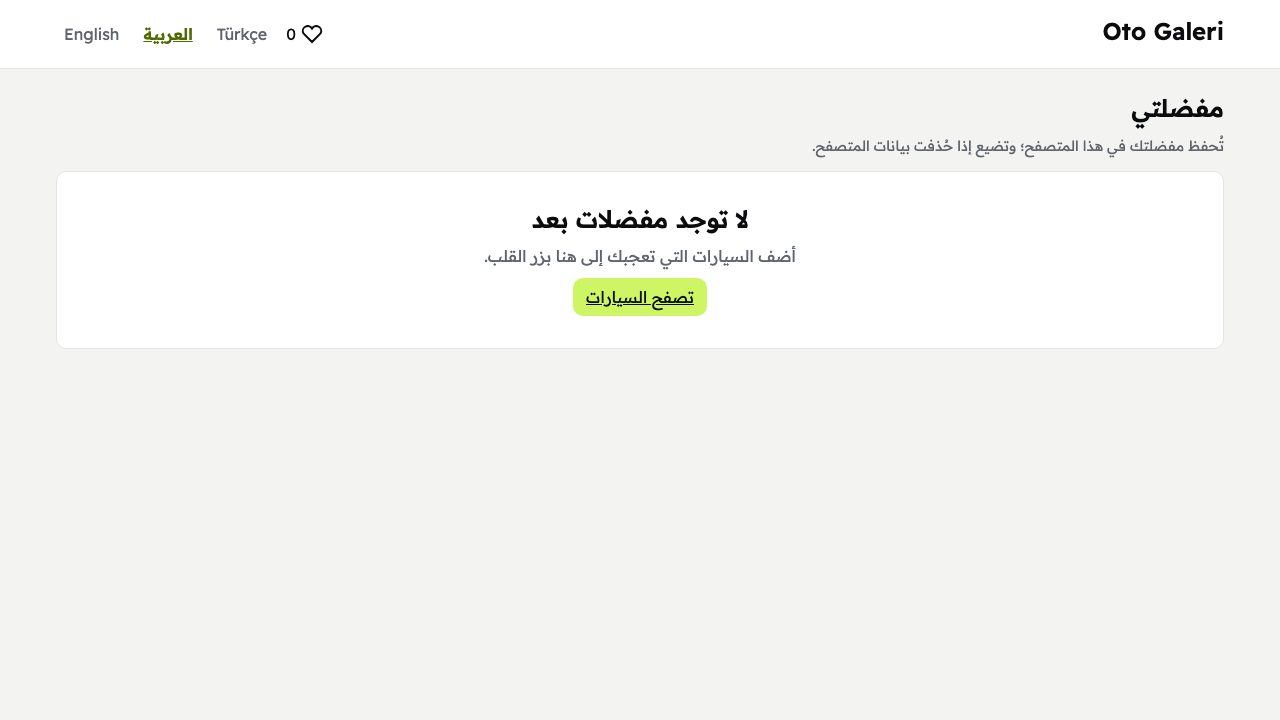 Oto Galeri
0
Türkçe
العربية
English
مفضلتي
تُحفظ مفضلتك في هذا المتصفح؛ وتضيع إذا حُذفت بيانات المتصفح.
لا توجد مفضلات بعد
أضف السيارات التي تعجبك إلى هنا بزر القلب.
تصفح السيارات